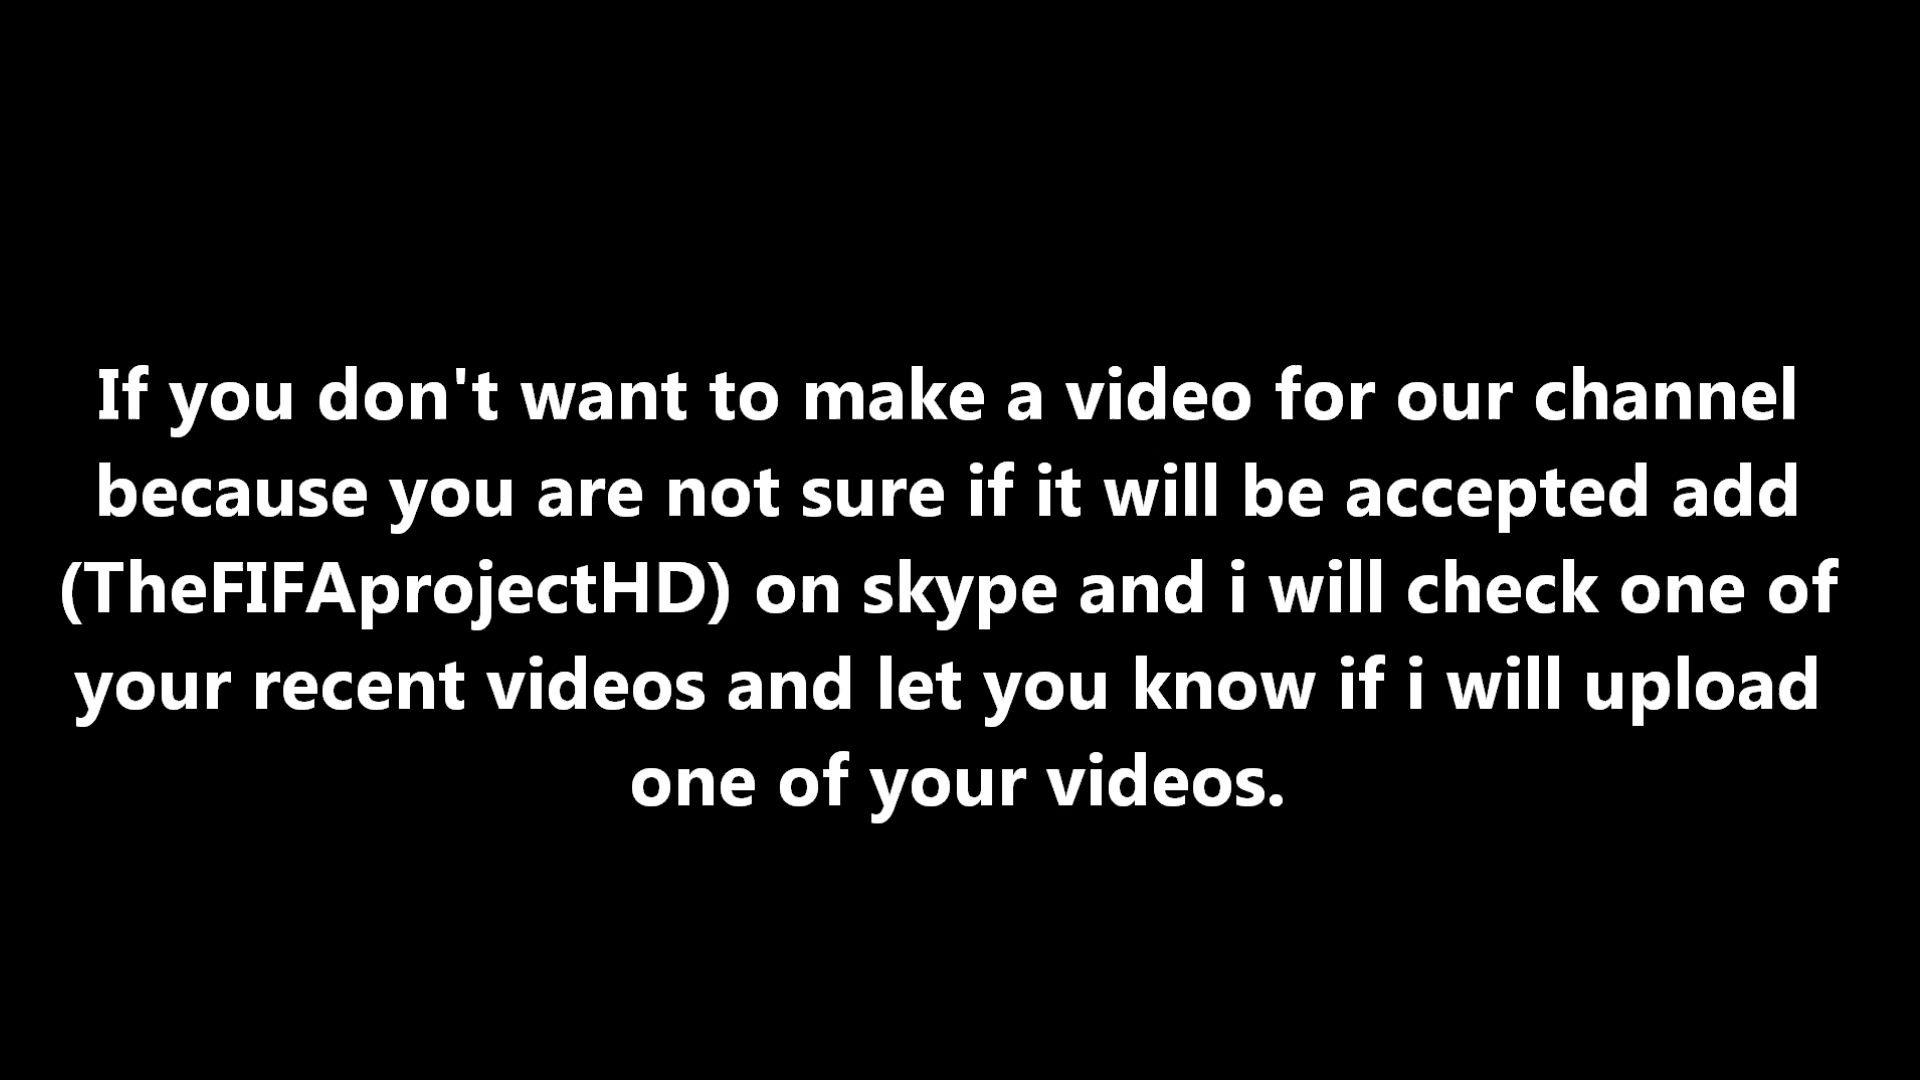 If you don't want to make a video for our channel
because you are not sure if it will be accepted add
(TheFIFAprojectHD) on skype and i will check one of
your recent videos and let you know if i will upload
one of your videos.